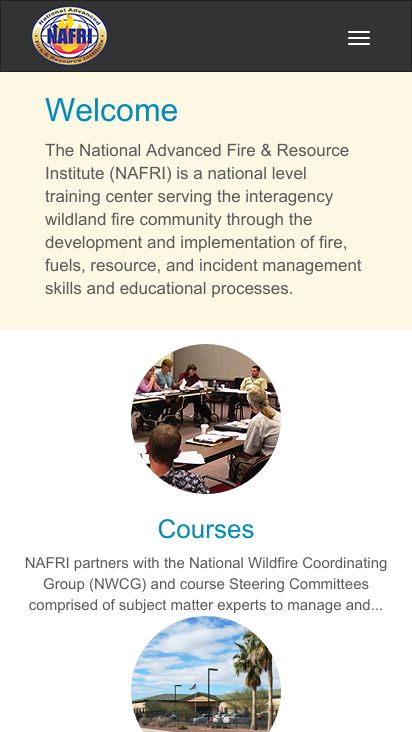 National Advanced
NAFRI
Fire & Resource Institute
Welcome
The National Advanced Fire & Resource
Institute (NAFRI) is a national level
training center serving the interagency
wildland fire community through the
development and implementation of fire,
fuels, resource, and incident management
skills and educational processes.
Courses
NAFRI partners with the National Wildfire Coordinating
Group (NWCG) and course Steering Committees
comprised of subject matter experts to manage and...